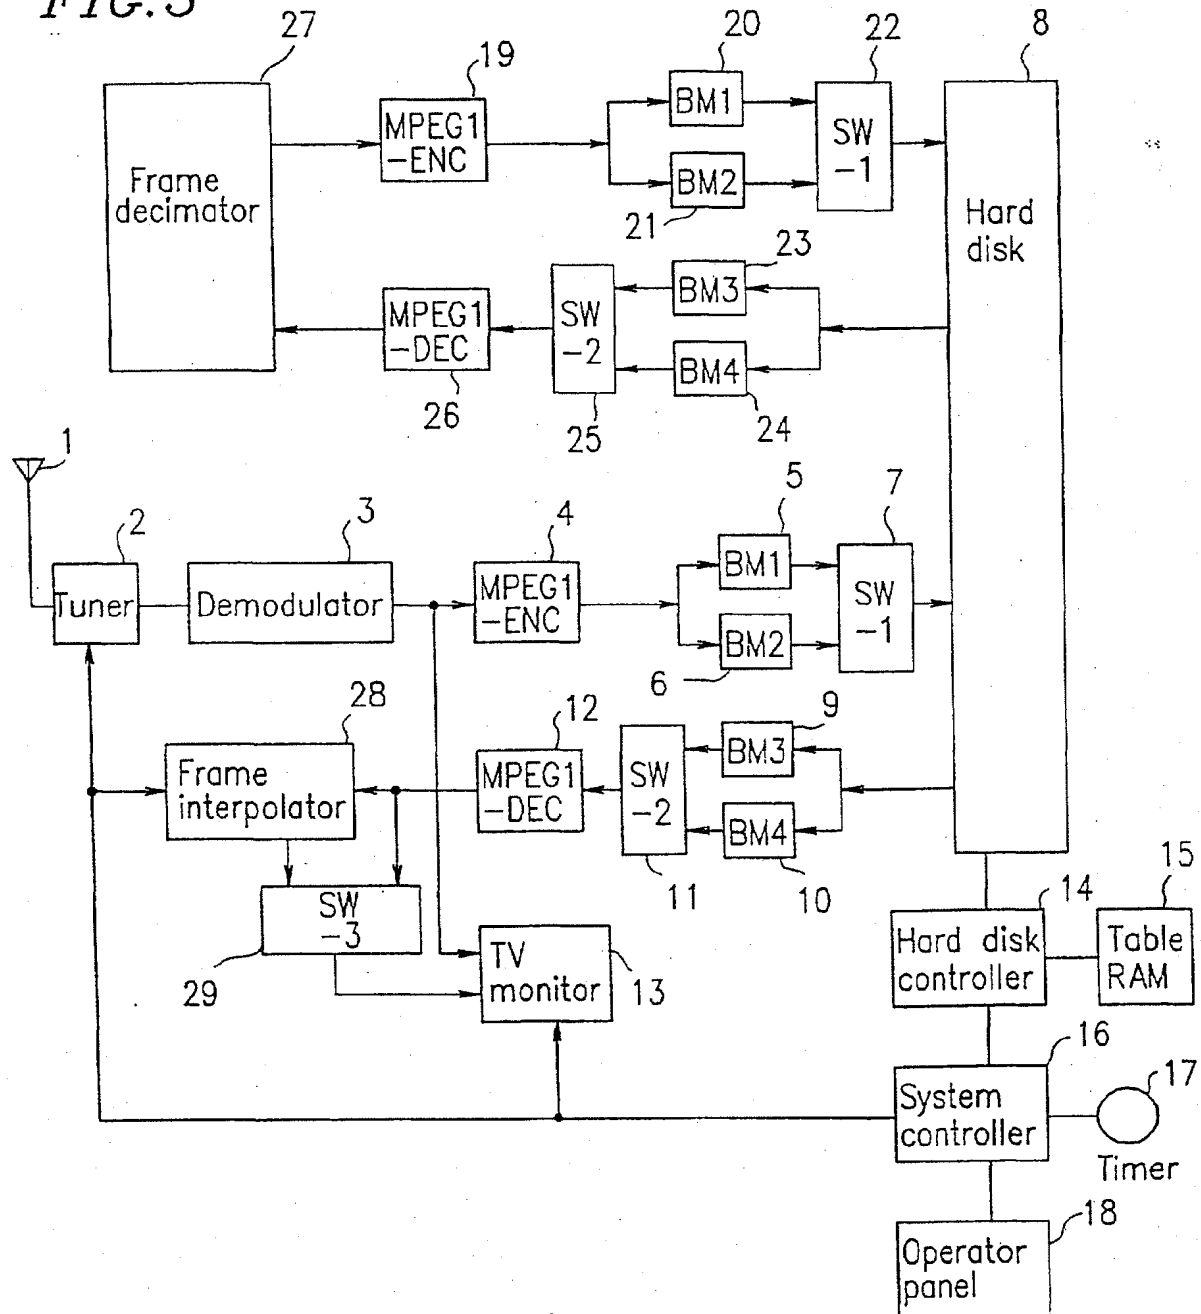 FIG.3
27
19
20
22
8
MPEG1
-ENC
BM1
SW
-1
Frame
decimator
BM2
21
Hard
disk
23
MPEG1
-DEC
SW
-2
BM3
BM4
26
25
24
1
2
3
4
5
7
Tuner
Demodulator
MPEG1
-ENC
BM1
SW
-1
BM2
6
28
12
9
Frame
interpolator
MPEG1
-DEC
SW
-2
BM3
BM4
11
10
14
15
SW
-3
29
TV
monitor
13
Hard disk
controller
Table
RAM
16
17
System
controller
Timer
18
Operator
panel